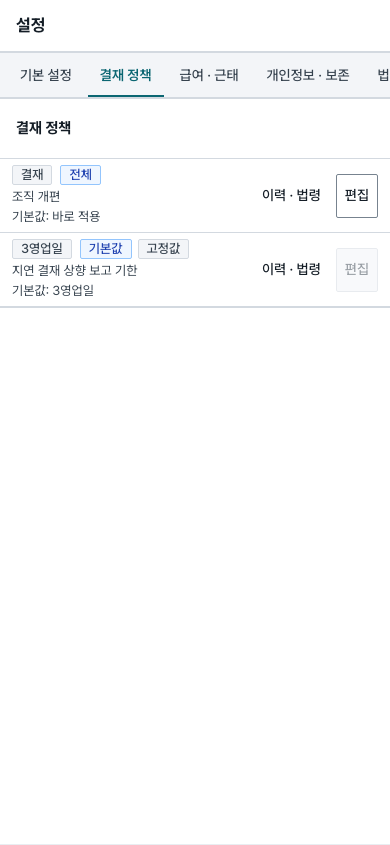 설정
기본 설정 결재 정책 급여 · 근태 개인정보 · 보존 법
결재 정책
결재 전체
조직 개편
기본값: 바로 적용
이력 · 법령 편집
3영업일 기본값 고정값
지연 결재 상향 보고 기한
기본값: 3영업일
이력 · 법령 편집